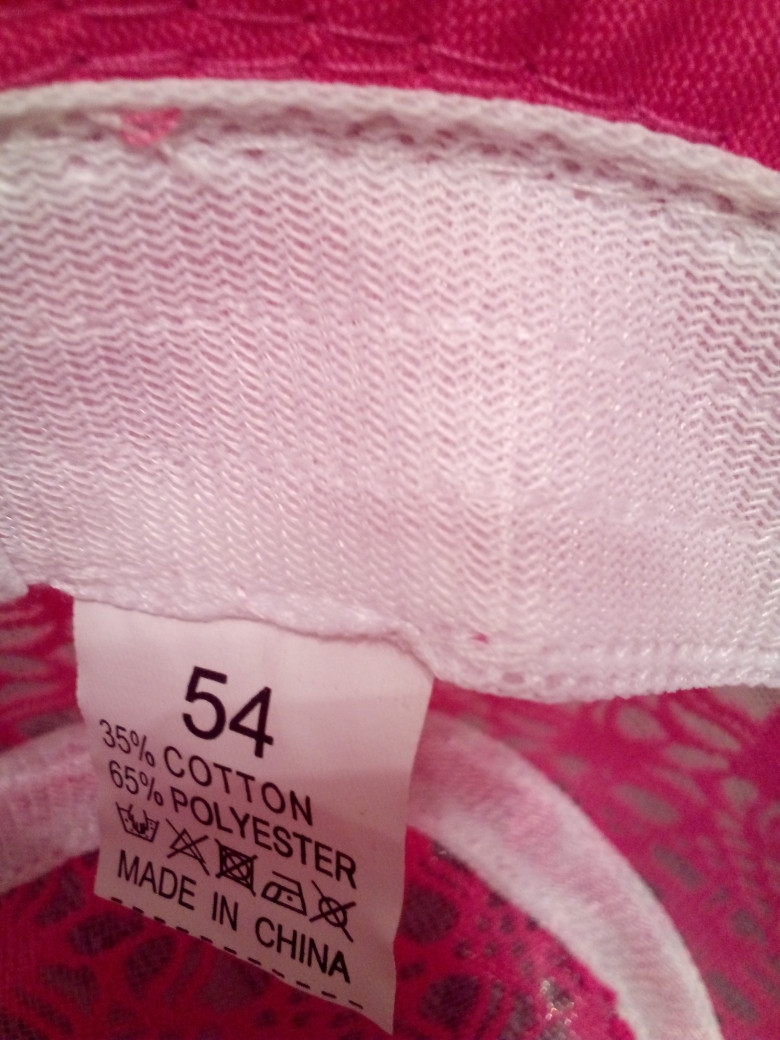 54
35% COTTON
65% POLYESTER
MADE IN CHINA